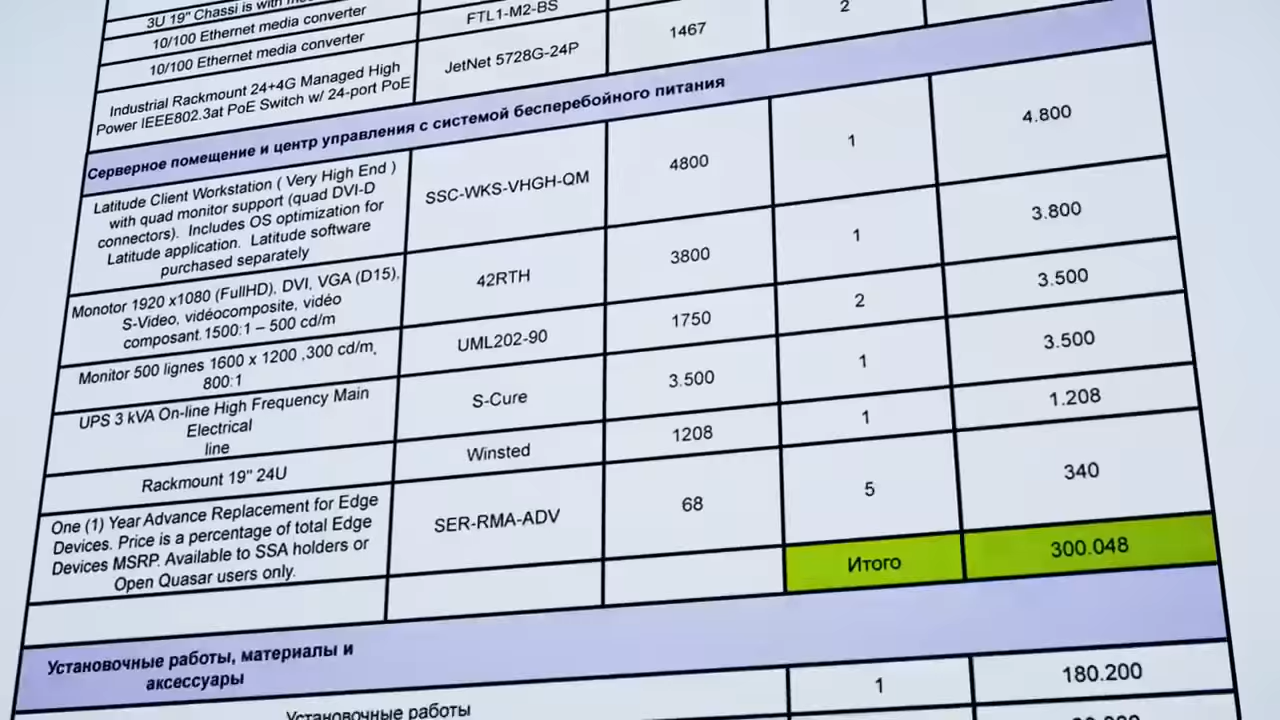 3U 19" Chassi is with
10/100 Ethernet media converter
FTL1-M2-BS
2
10/100 Ethernet media converter
Industrial Rackmount 24+4G Managed High
Power IEEE802.3at PoE Switch w/ 24-port PoE
JetNet 5728G-24P
1467
Серверное помещение и центр управления с системой бесперебойного питания
Latitude Client Workstation ( Very High End )
with quad monitor support (quad DVI-D
connectors). Includes OS optimization for
Latitude application. Latitude software
purchased separately
SSC-WKS-VHGH-QM
4800
1
4.800
Monotor 1920 x1080 (FullHD), DVI, VGA (D15),
S-Video, vidéocomposite, vidéo
composant.1500:1 – 500 cd/m
42RTH
3800
1
3.800
Monitor 500 lignes 1600 x 1200 ,300 cd/m,
800:1
UML202-90
1750
2
3.500
UPS 3 kVA On-line High Frequency Main
Electrical
line
S-Cure
3.500
1
3.500
Rackmount 19" 24U
Winsted
1208
1
1.208
One (1) Year Advance Replacement for Edge
Devices. Price is a percentage of total Edge
Devices MSRP. Available to SSA holders or
Open Quasar users only.
SER-RMA-ADV
68
5
340
Итого
300.048
Установочные работы, материалы и
аксессуары
Установочные работы
1
180.200